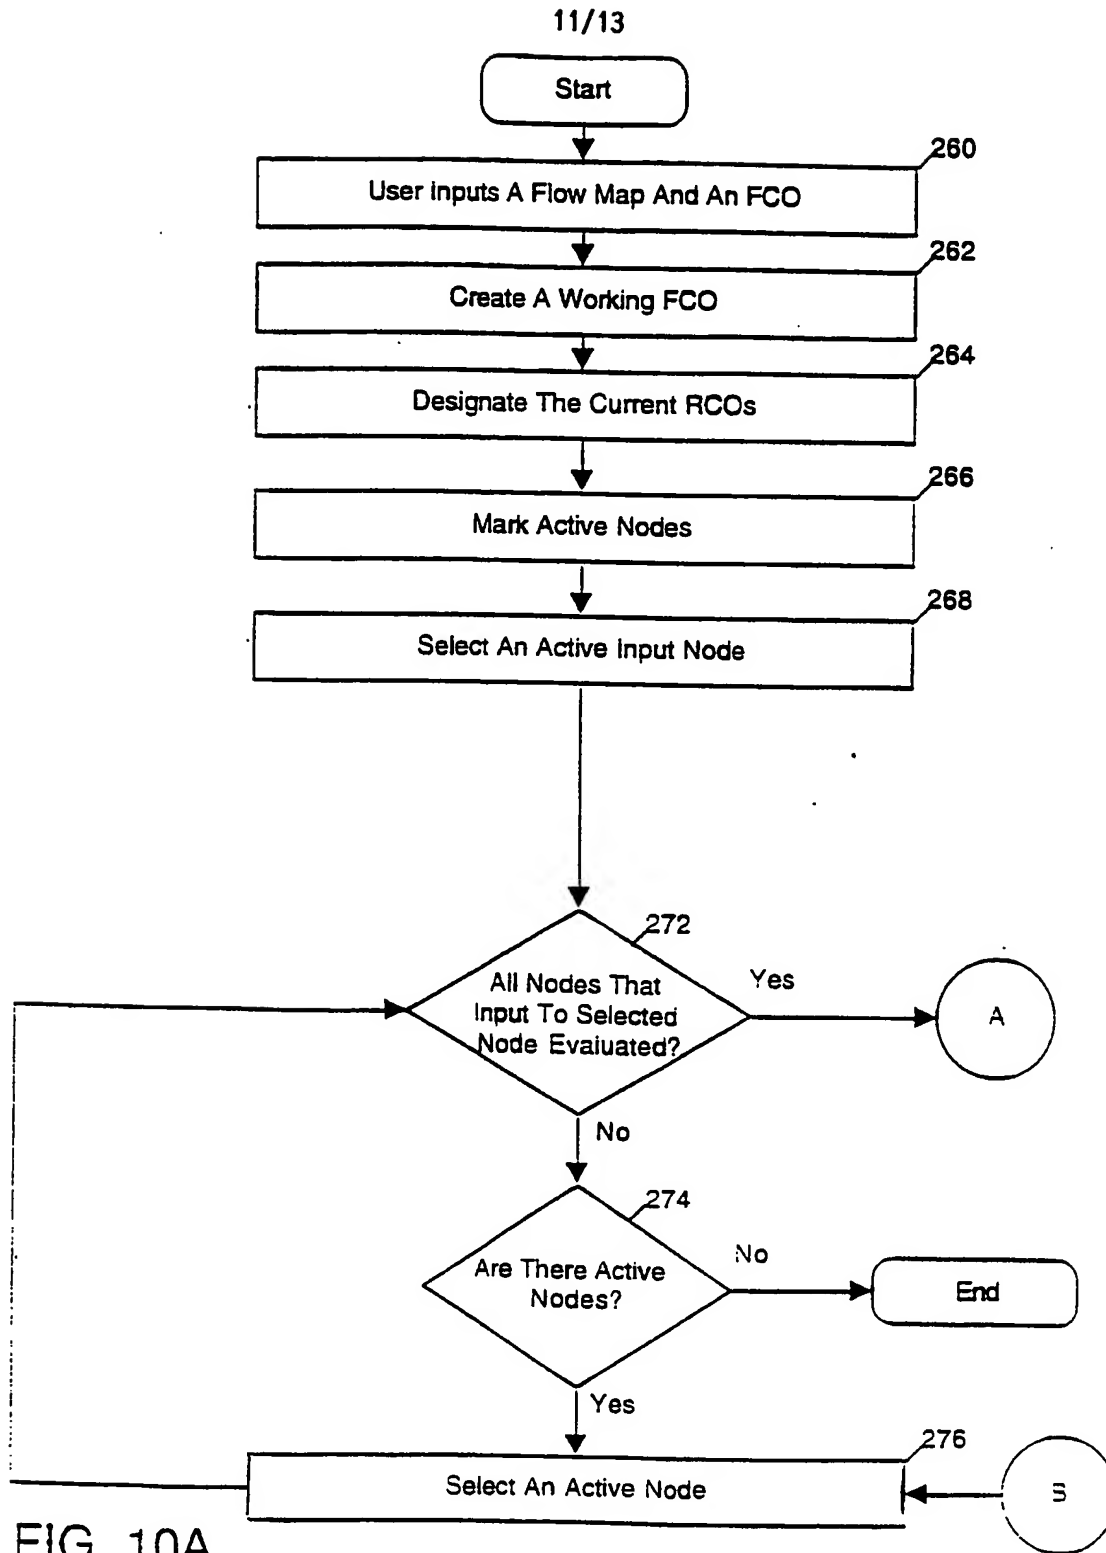 11/13
Start
260
User Inputs A Flow Map And An FCO
262
Create A Working FCO
264
Designate The Current RCOs
266
Mark Active Nodes
268
Select An Active Input Node
272
All Nodes That
Input To Selected
Node Evaluated?
Yes
A
No
274
Are There Active
Nodes?
No
End
Yes
276
Select An Active Node
B
FIG. 10A